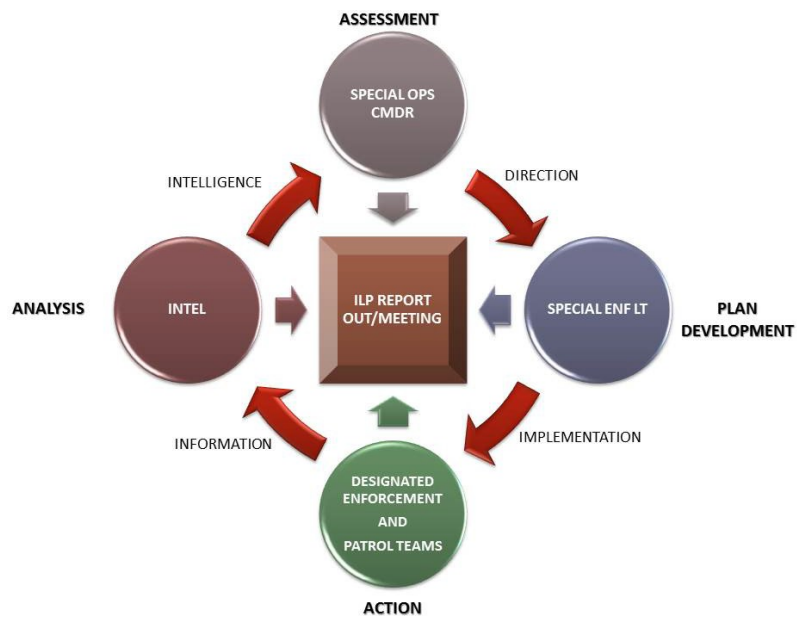 ASSESSMENT
SPECIAL OPS
CMDR
INTELLIGENCE
DIRECTION
ANALYSIS
INTEL
ILP REPORT
OUT/MEETING
SPECIAL ENF LT
PLAN
DEVELOPMENT
INFORMATION
IMPLEMENTATION
DESIGNATED
ENFORCEMENT
AND
PATROL TEAMS
ACTION